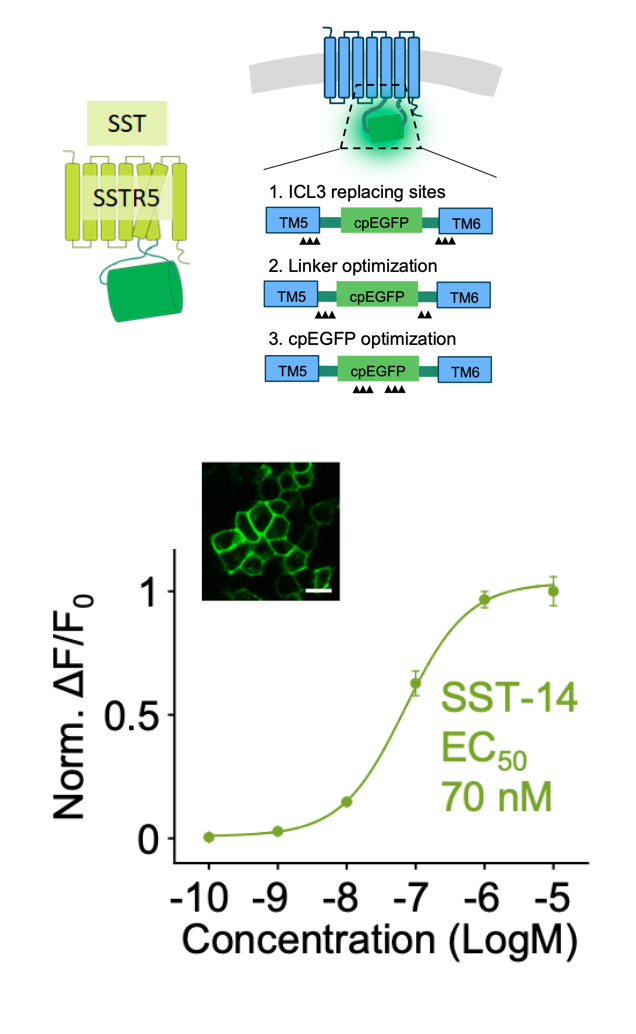 SST
SSTR5
1. ICL3 replacing sites
TM5 cpEGFP TM6
2. Linker optimization
TM5 cpEGFP TM6
3. cpEGFP optimization
TM5 cpEGFP TM6
Norm. ΔF/F₀
1
0.5
0
SST-14
EC₅₀
70 nM
-10 -9 -8 -7 -6 -5
Concentration (LogM)